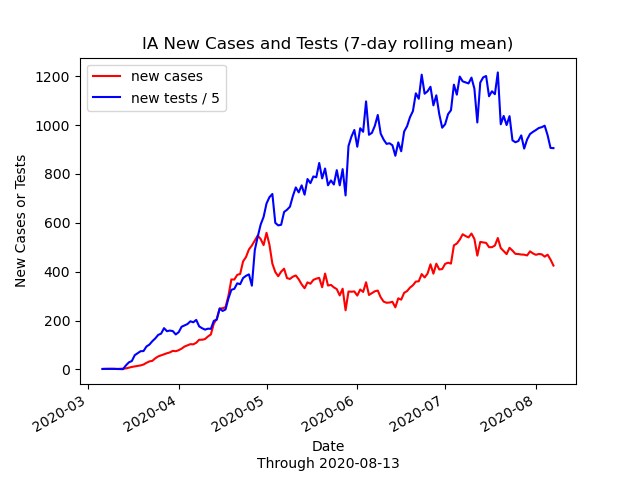 IA New Cases and Tests (7-day rolling mean)
new cases
new tests / 5
1200
1000
800
600
400
200
0
New Cases or Tests
2020-03
2020-04
2020-05
2020-06
2020-07
2020-08
Date
Through 2020-08-13